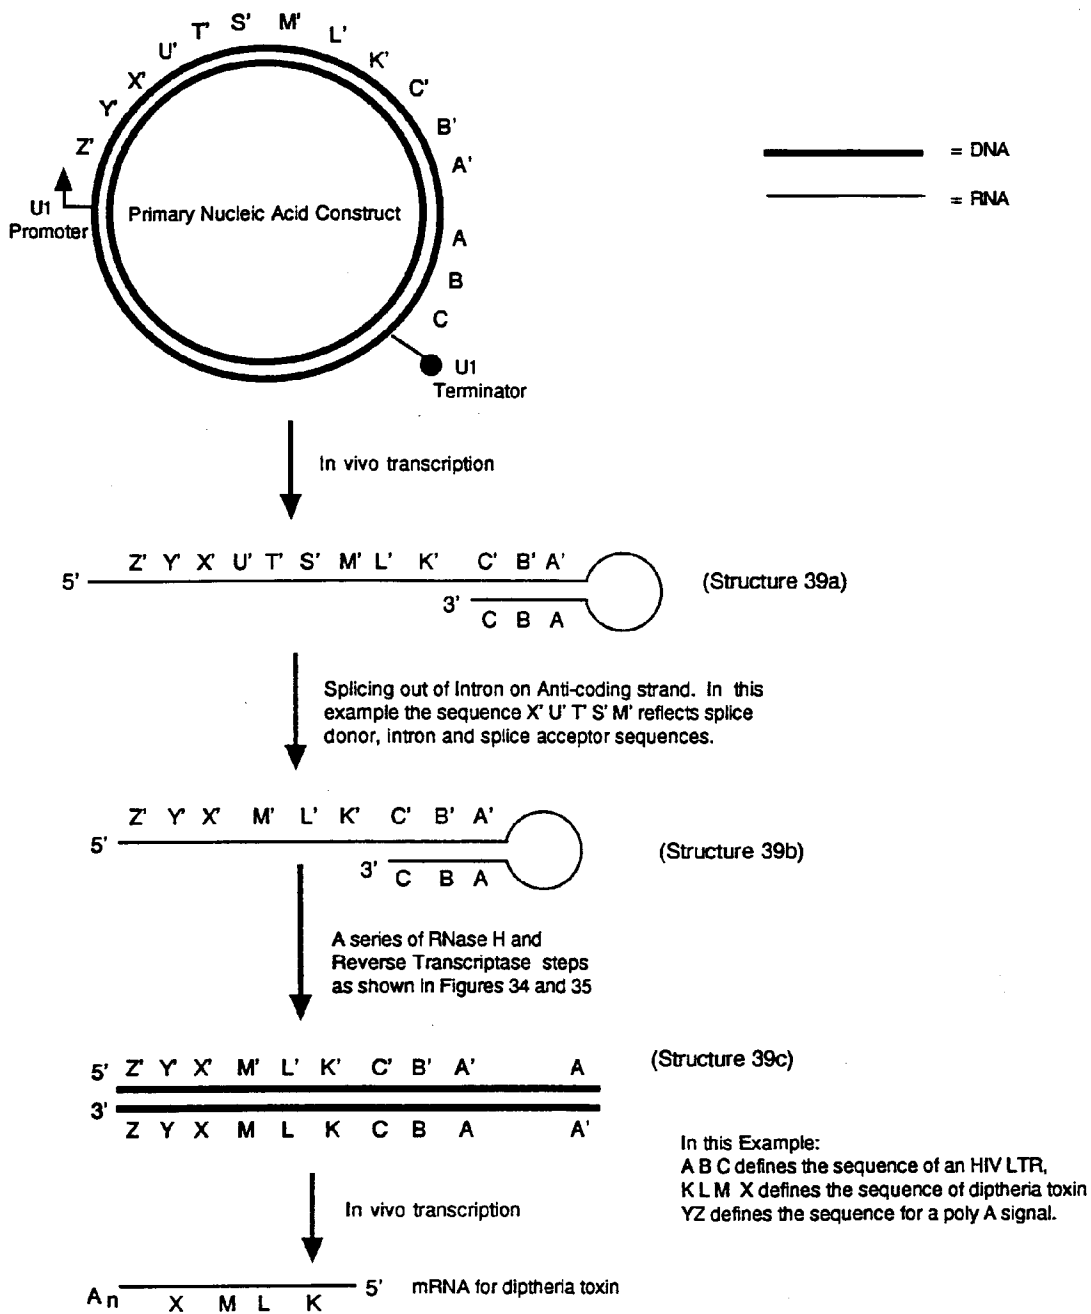 Z' Y' X' U' T' S' M' L' K' C' B' A'
A B C
U1
Promoter
Primary Nucleic Acid Construct
U1
Terminator
= DNA
= RNA
In vivo transcription
Z' Y' X' U' T' S' M' L' K' C' B' A'
5'
3'
C B A
(Structure 39a)
Splicing out of Intron on Anti-coding strand. In this
example the sequence X' U' T' S' M' reflects splice
donor, intron and splice acceptor sequences.
Z' Y' X' M' L' K' C' B' A'
5'
3'
C B A
(Structure 39b)
A series of RNase H and
Reverse Transcriptase steps
as shown in Figures 34 and 35
5' Z' Y' X' M' L' K' C' B' A' A
(Structure 39c)
3'
Z Y X M L K C B A A'
In this Example:
A B C defines the sequence of an HIV LTR,
K L M X defines the sequence of diptheria toxin
YZ defines the sequence for a poly A signal.
In vivo transcription
An X M L K 5'
mRNA for diptheria toxin